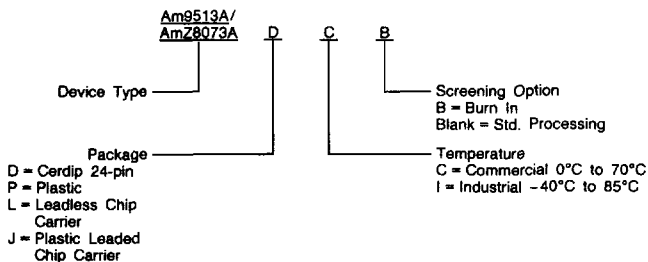 Am9513A/
AmZ8073A D C B
Device Type
Screening Option
B = Burn In
Blank = Std. Processing
Package
D = Cerdip 24-pin
P = Plastic
L = Leadless Chip
Carrier
J = Plastic Leaded
Chip Carrier
Temperature
C = Commercial 0°C to 70°C
I = Industrial -40°C to 85°C